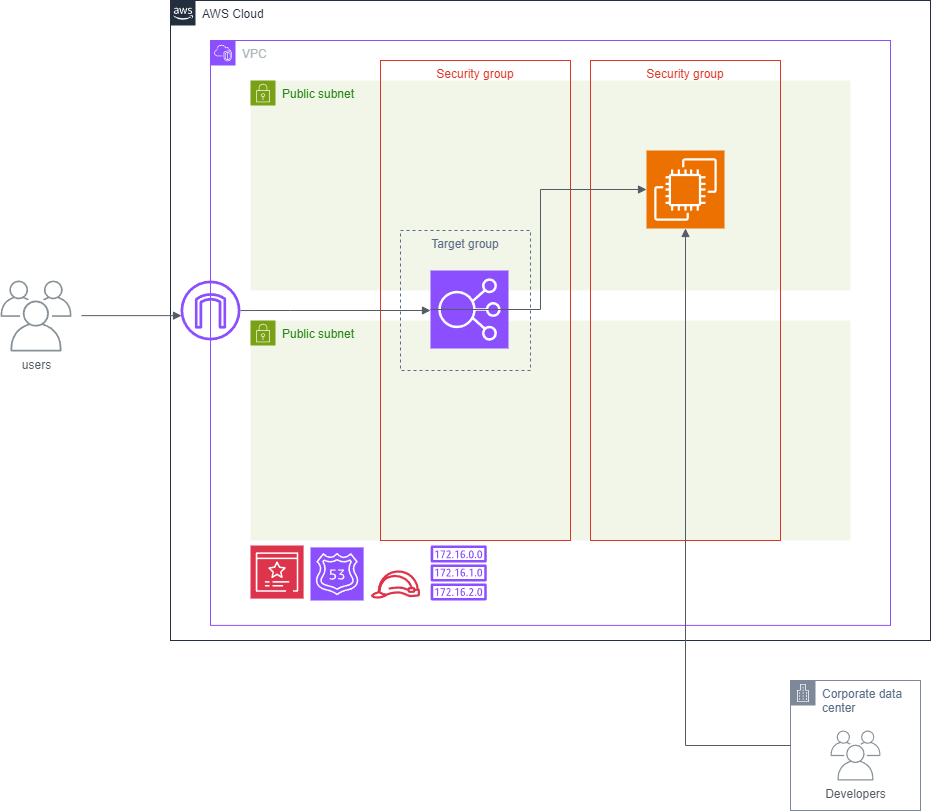 aws
AWS Cloud
VPC
Security group
Security group
Public subnet
Target group
Public subnet
users
53
172.16.0.0
172.16.1.0
172.16.2.0
Corporate data
center
Developers